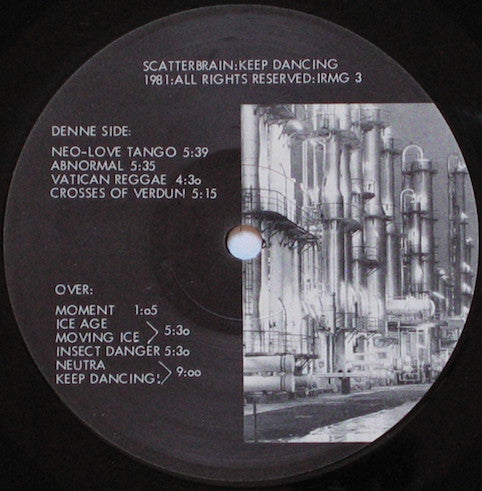 SCATTERBRAIN:KEEP DANCING
1981:ALL RIGHTS RESERVED:IRMG 3
DENNE SIDE:
NEO-LOVE TANGO 5:39
ABNORMAL 5:35
VATICAN REGGAE 4:3o
CROSSES OF VERDUN 5:15
OVER:
MOMENT 1:o5
ICE AGE
MOVING ICE > 5:3o
INSECT DANGER 5:3o
NEUTRA
KEEP DANCING! > 9:oo